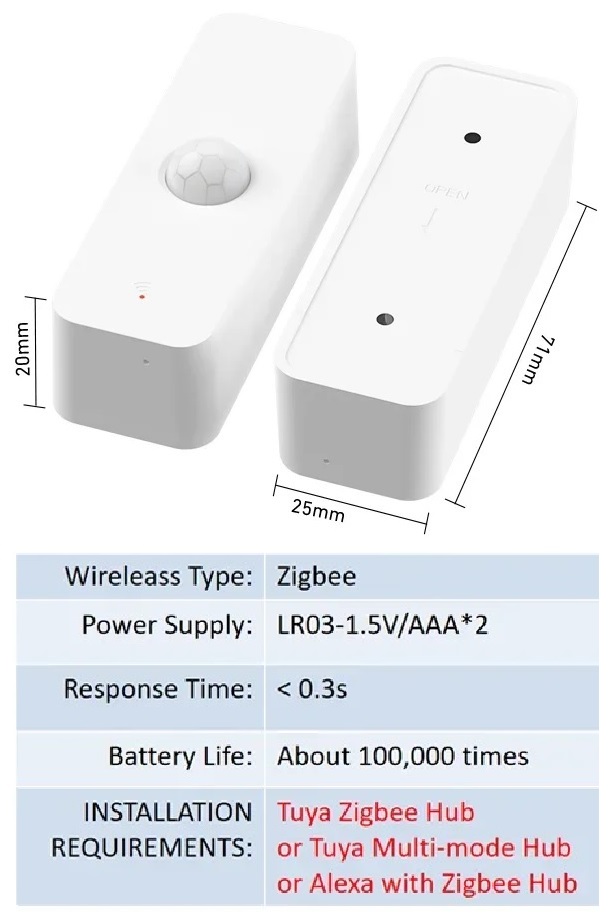 OPEN
20mm
71mm
25mm
Wireleass Type: Zigbee
Power Supply: LR03-1.5V/AAA*2
Response Time: < 0.3s
Battery Life: About 100,000 times
INSTALLATION REQUIREMENTS: Tuya Zigbee Hub
or Tuya Multi-mode Hub
or Alexa with Zigbee Hub